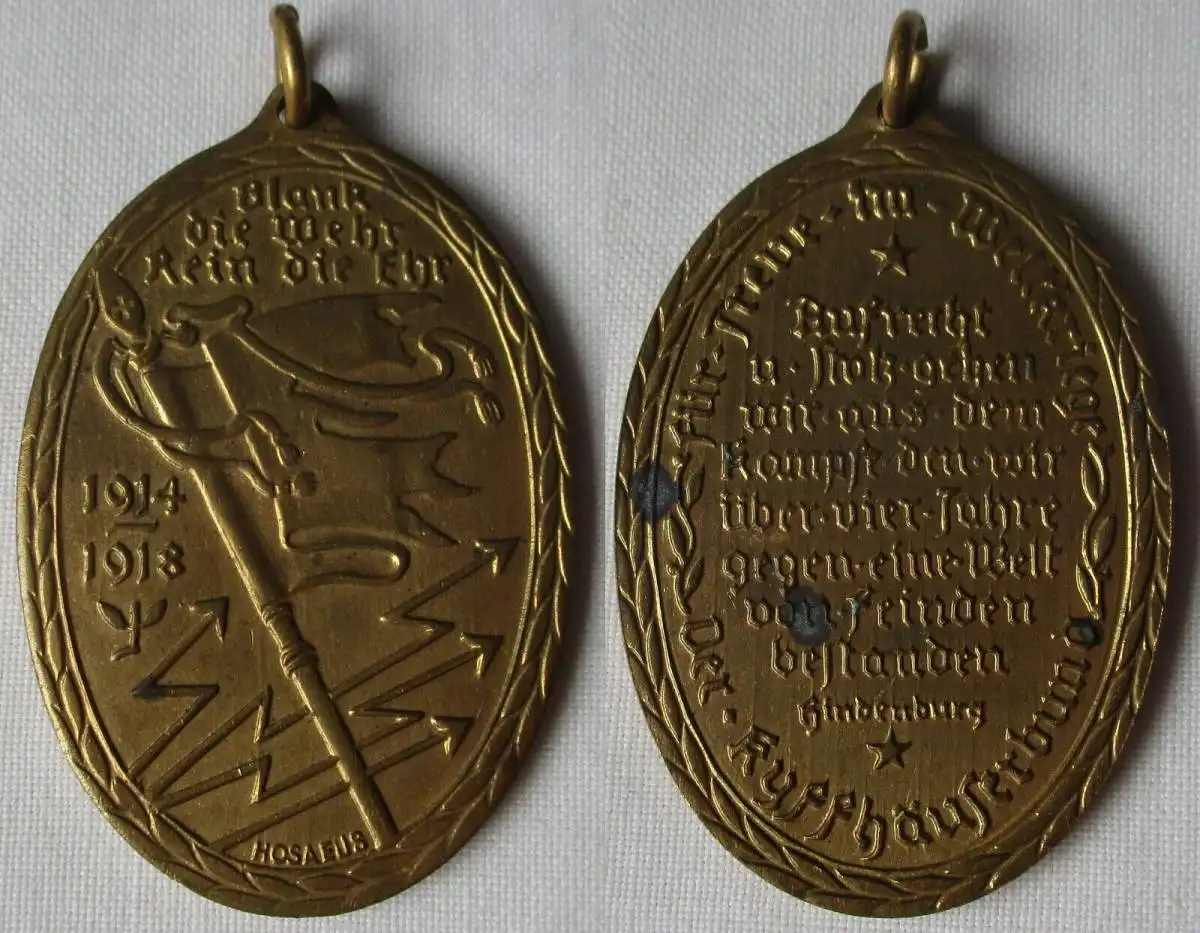 Blank
die Wehr
Rein die Ehr
1914
1918
HOSAEUS
Für · Treue · Im · Weltkriege
Aufrecht
u · stolz · gehen
wir · aus · dem
Kampfe · den · wir
über · vier · Jahre
gegen · eine · Welt
von · Feinden
bestanden
Hindenburg
Der · Kyffhäuserbund